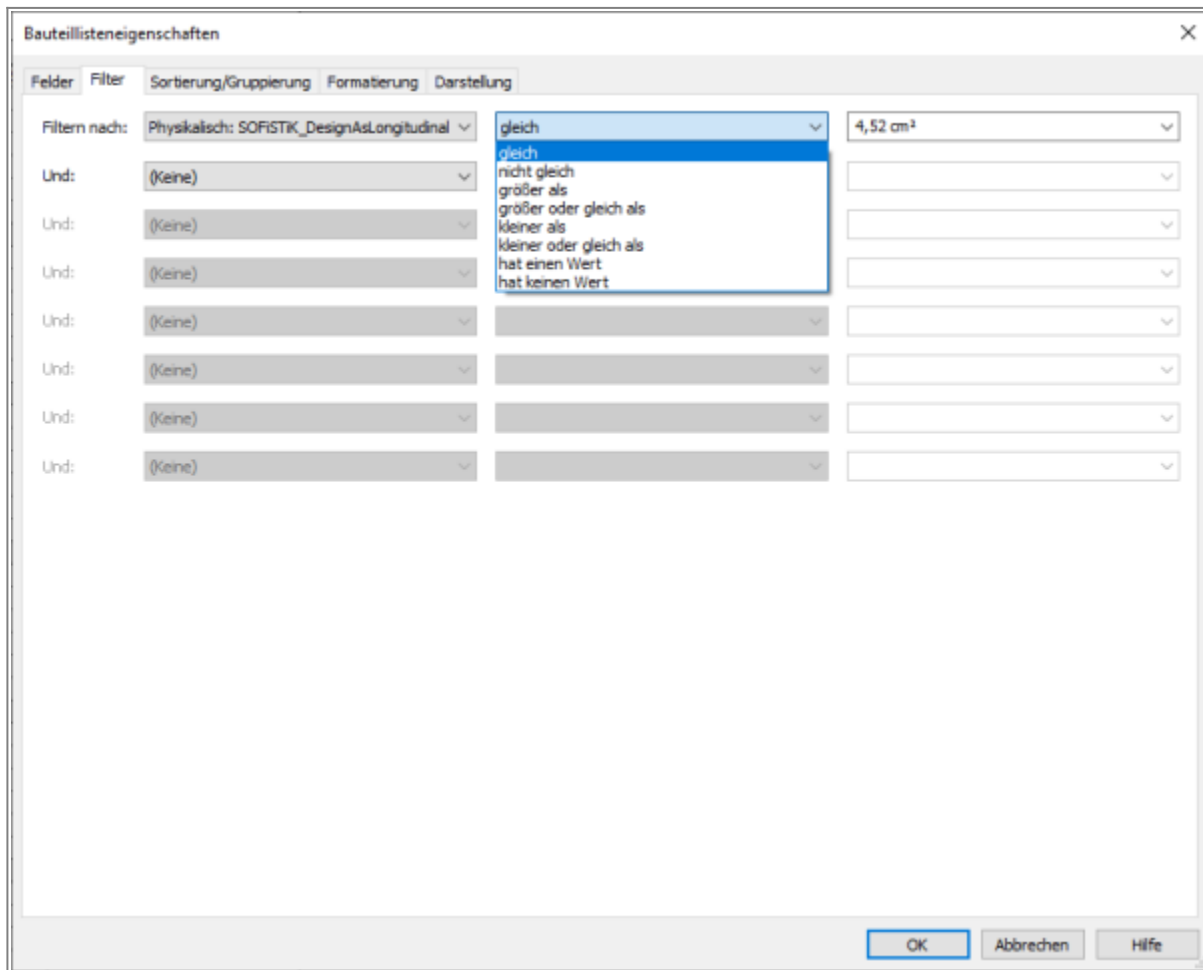 Bauteillisteneigenschaften
Felder Filter Sortierung/Gruppierung Formatierung Darstellung
Filtern nach: Physikalisch: SOFiSTiK_DesignAsLongitudinal gleich 4,52 cm²
gleich
Und: (Keine) nicht gleich
größer als
Und: (Keine) größer oder gleich als
kleiner als
kleiner oder gleich als
Und: (Keine) hat einen Wert
hat keinen Wert
Und: (Keine)
Und: (Keine)
Und: (Keine)
Und: (Keine)
OK Abbrechen Hilfe